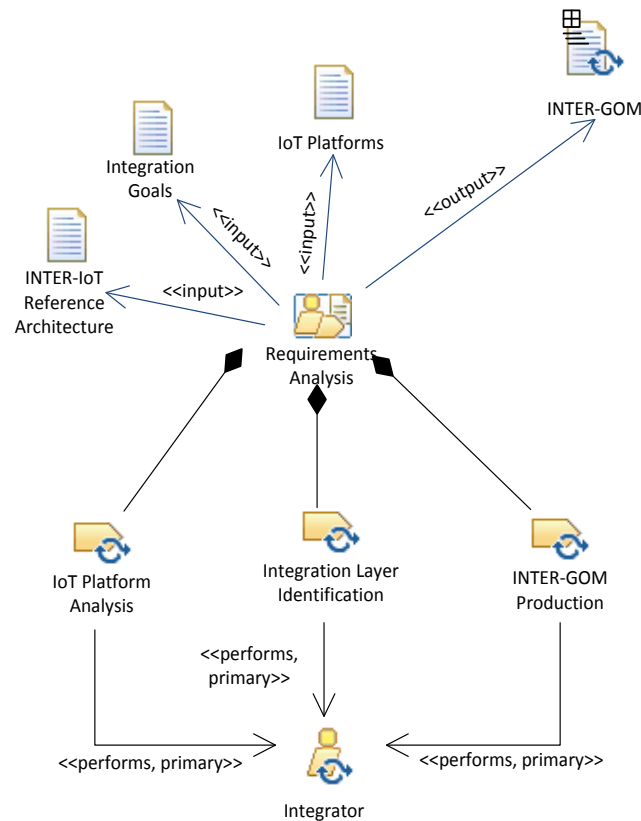 INTER-GOM
IoT Platforms
Integration
Goals
<<output>>
<<input>>
<<input>>
INTER-IoT
Reference
Architecture
<<input>>
Requirements
Analysis
IoT Platform
Analysis
Integration Layer
Identification
INTER-GOM
Production
<<performs,
primary>>
<<performs, primary>>
<<performs, primary>>
Integrator